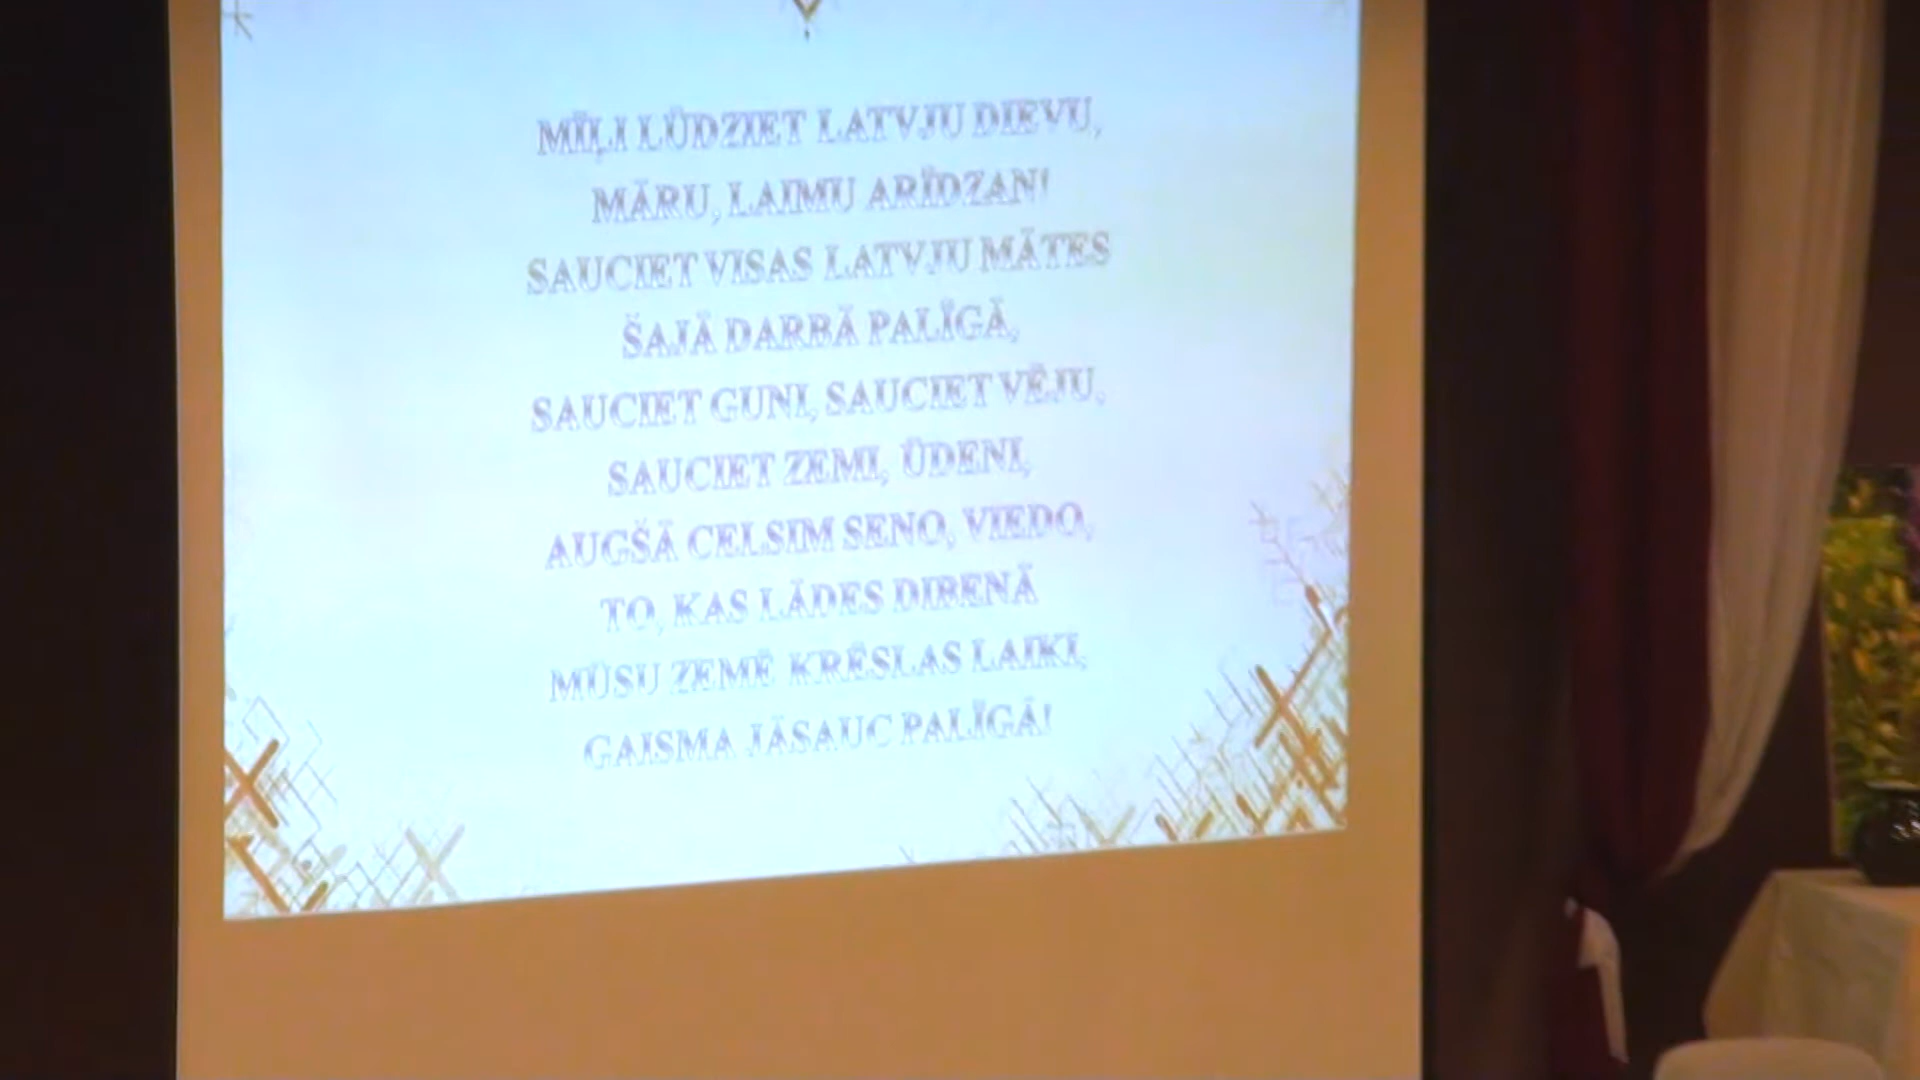 MĪĻI LŪDZIET LATVJU DIEVU,
MĀRU, LAIMU ARĪDZAN!
SAUCIET VISAS LATVJU MĀTES
ŠAJĀ DARBĀ PALĪGĀ,
SAUCIET GUNI, SAUCIET VĒJU,
SAUCIET ZEMI, ŪDENI,
AUGŠĀ CELSIM SENO, VIEDO,
TO, KAS LĀDES DIBENĀ
MŪSU ZEMĒ KRĒSLAS LAIKI,
GAISMA JĀSAUC PALĪGĀ!